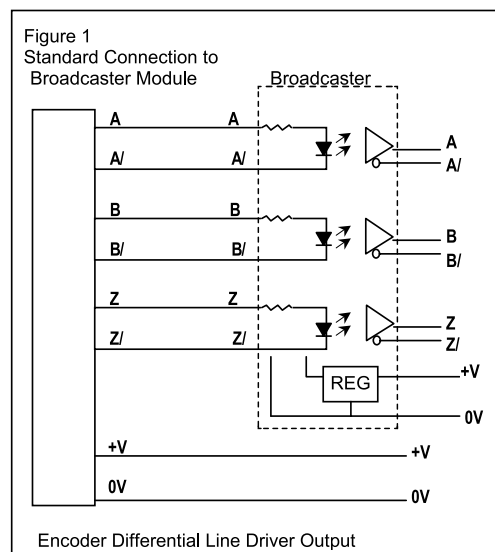 Figure 1
Standard Connection to
Broadcaster Module
Broadcaster
A A A
A/ A/ A/
B B B
B/ B/ B/
Z Z Z
Z/ Z/ Z/
REG +V
0V
+V +V
0V 0V
Encoder Differential Line Driver Output